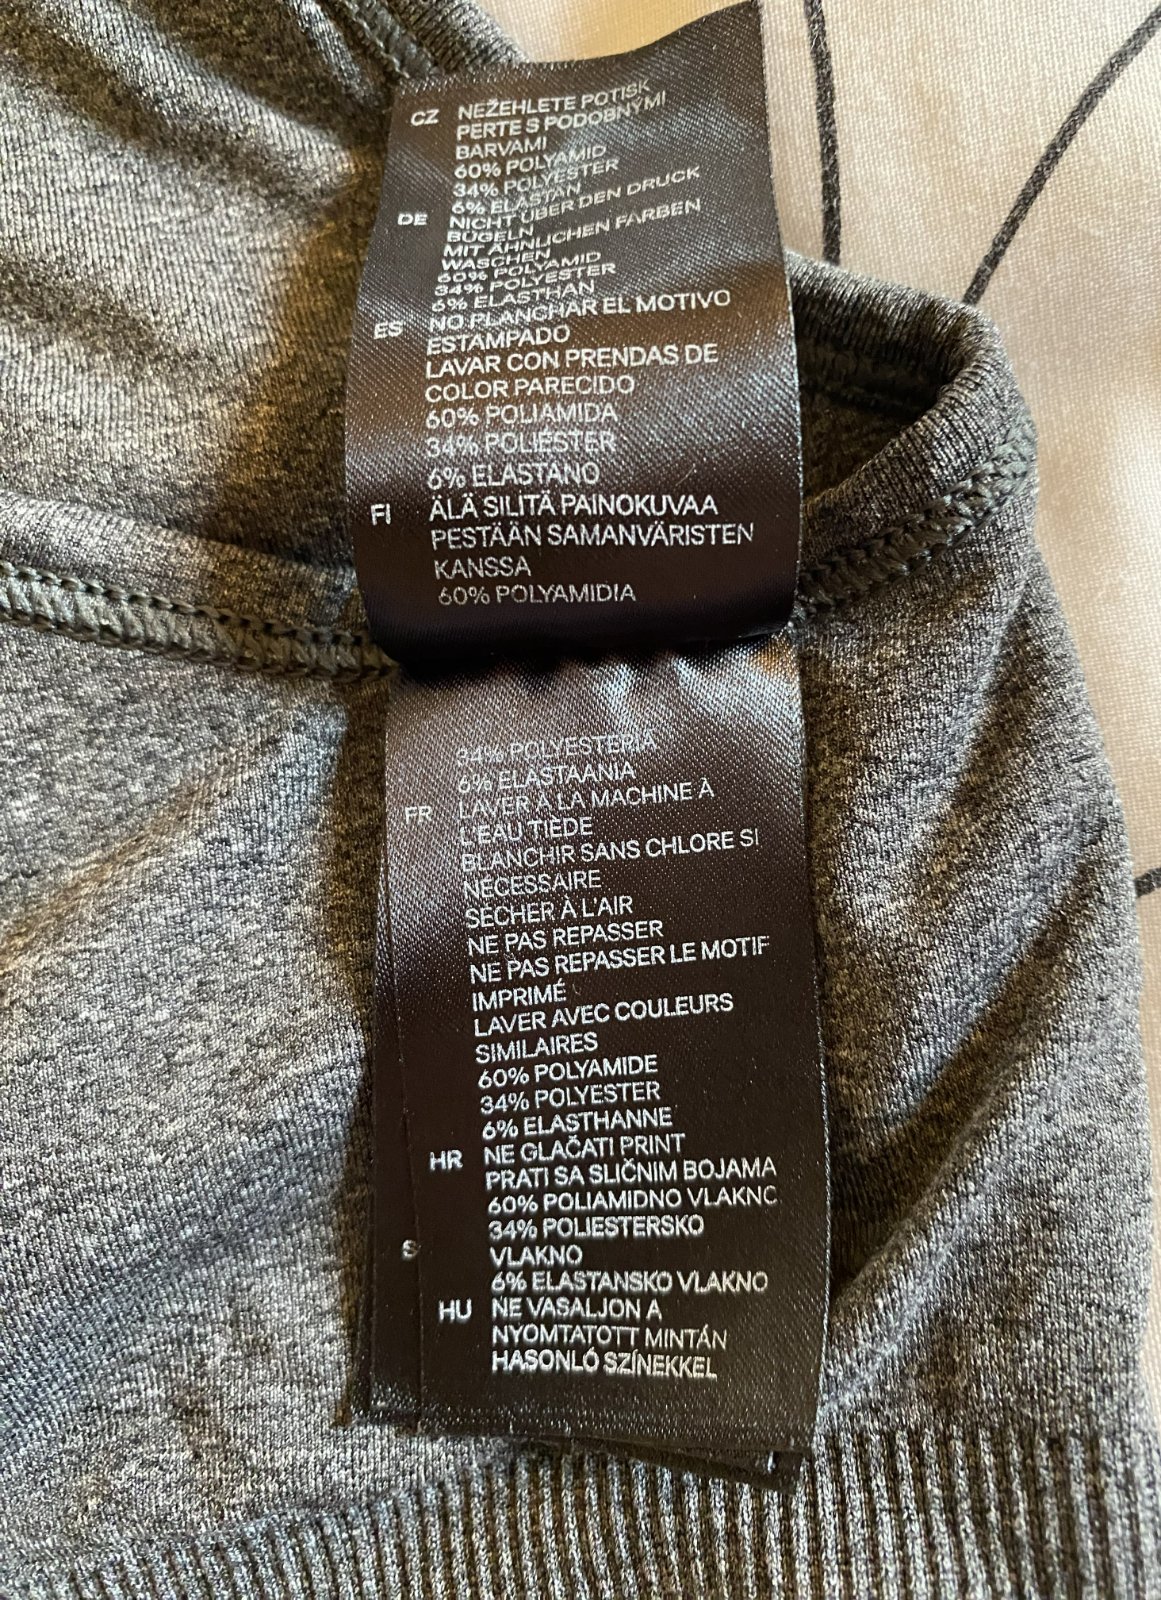 CZ NEŽEHLETE POTISK
PERTE S PODOBNÝMI
BARVAMI
60% POLYAMID
34% POLYESTER
6% ELASTAN
DE NICHT ÜBER DEN DRUCK
BÜGELN
MIT ÄHNLICHEN FARBEN
WASCHEN
60% POLYAMID
34% POLYESTER
6% ELASTHAN
ES NO PLANCHAR EL MOTIVO
ESTAMPADO
LAVAR CON PRENDAS DE
COLOR PARECIDO
60% POLIAMIDA
34% POLIÉSTER
6% ELASTANO
FI ÄLÄ SILITÄ PAINOKUVAA
PESTÄÄN SAMANVÄRISTEN
KANSSA
60% POLYAMIDIA
34% POLYESTERIA
6% ELASTAANIA
FR LAVER À LA MACHINE À
L'EAU TIÈDE
BLANCHIR SANS CHLORE SI
NÉCESSAIRE
SÉCHER À L'AIR
NE PAS REPASSER
NE PAS REPASSER LE MOTIF
IMPRIMÉ
LAVER AVEC COULEURS
SIMILAIRES
60% POLYAMIDE
34% POLYESTER
6% ELASTHANNE
HR NE GLAČATI PRINT
PRATI SA SLIČNIM BOJAMA
60% POLIAMIDNO VLAKNO
34% POLIESTERSKO
VLAKNO
6% ELASTANSKO VLAKNO
HU NE VASALJON A
NYOMTATOTT MINTÁN
HASONLÓ SZÍNEKKEL